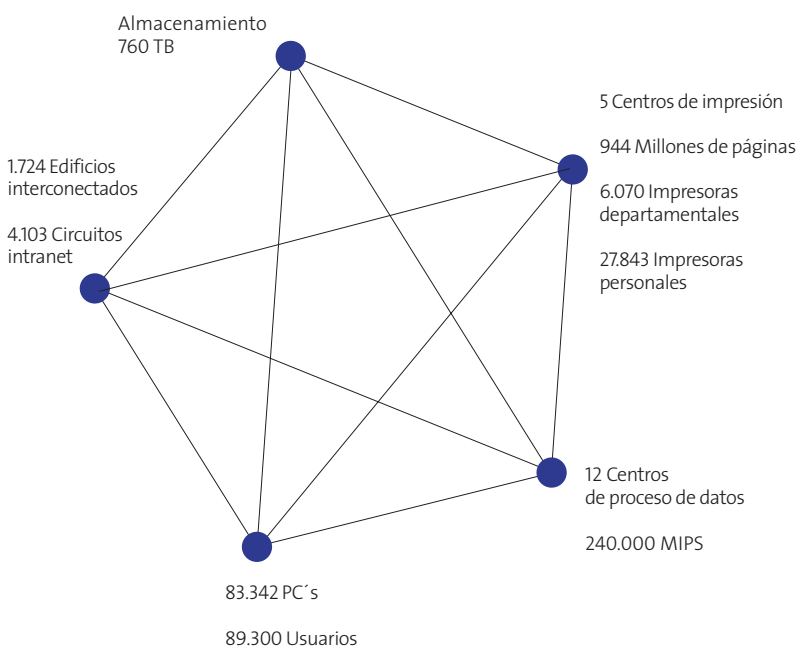 Almacenamiento
760 TB
5 Centros de impresión
944 Millones de páginas
6.070 Impresoras
departamentales
27.843 Impresoras
personales
1.724 Edificios
interconectados
4.103 Circuitos
intranet
12 Centros
de proceso de datos
240.000 MIPS
83.342 PC´s
89.300 Usuarios